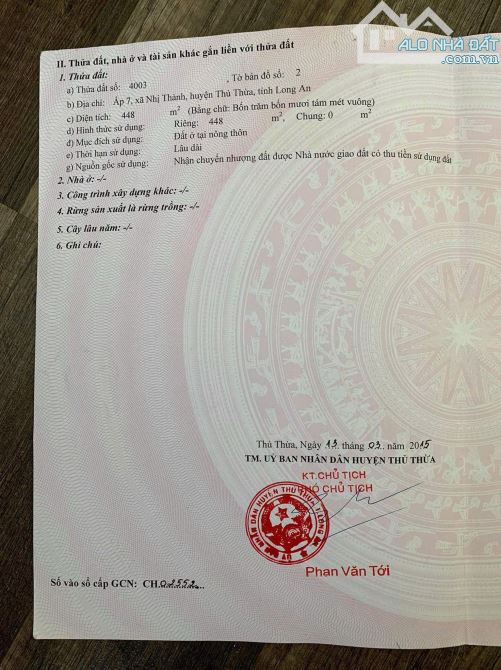 ALO NHÀ ĐẤT
II. Thửa đất, nhà ở và tài sản khác gắn liền với thửa đất
1. Thửa đất:
a) Thửa đất số: 4003 , Tờ bản đồ số: 2
b) Địa chỉ: Ấp 7, xã Nhị Thành, huyện Thủ Thừa, tỉnh Long An
c) Diện tích: 448 m² (Bằng chữ: Bốn trăm bốn mươi tám mét vuông)
d) Hình thức sử dụng: Riêng: 448 m², Chung: 0 m²
đ) Mục đích sử dụng: Đất ở tại nông thôn
e) Thời hạn sử dụng: Lâu dài
g) Nguồn gốc sử dụng: Nhận chuyển nhượng đất được Nhà nước giao đất có thu tiền sử dụng đất
2. Nhà ở: -/-
3. Công trình xây dựng khác: -/-
4. Rừng sản xuất là rừng trồng: -/-
5. Cây lâu năm: -/-
6. Ghi chú:
Thủ Thừa, Ngày 13. tháng 03.. năm 2015
TM. UỶ BAN NHÂN DÂN HUYỆN THỦ THỪA
KT.CHỦ TỊCH
PHÓ CHỦ TỊCH
Phan Văn Tới
Số vào sổ cấp GCN: CH.02552...